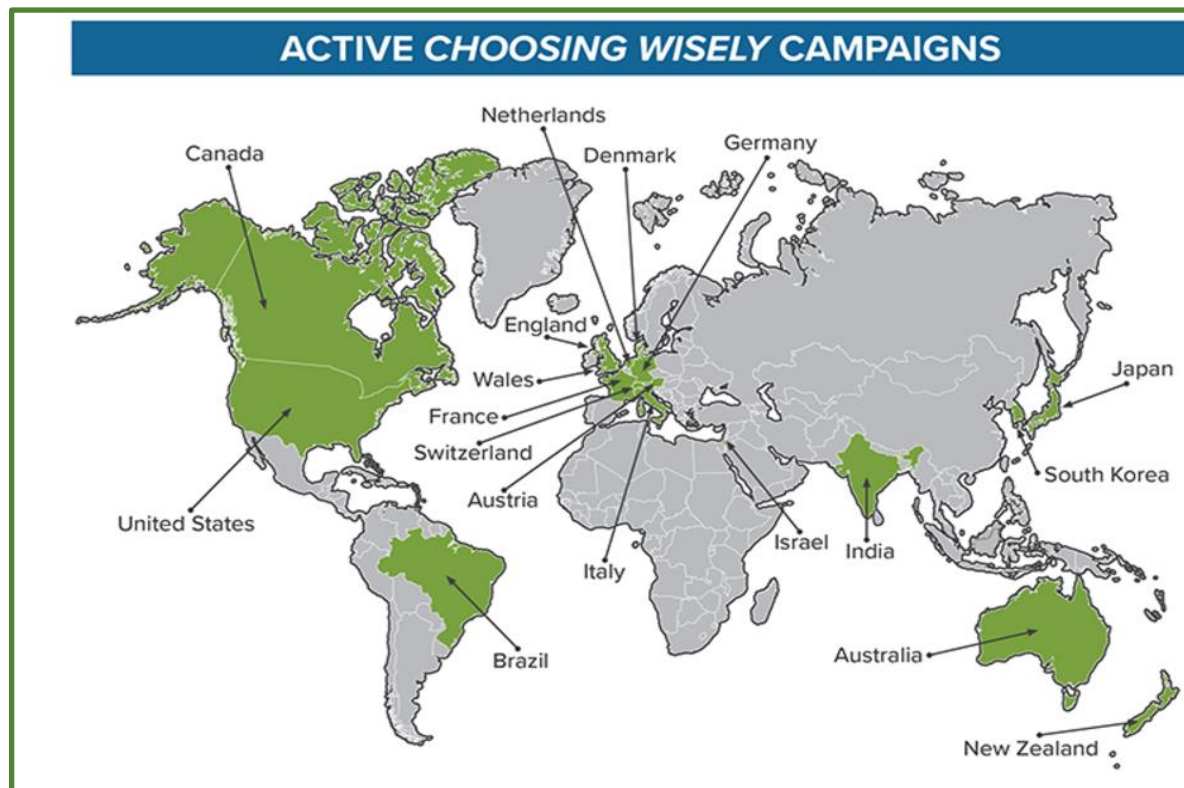 ACTIVE CHOOSING WISELY CAMPAIGNS
Netherlands
Germany
Canada
Denmark
England
Wales
Japan
France
Switzerland
South Korea
Austria
United States
Israel
India
Italy
Brazil
Australia
New Zealand